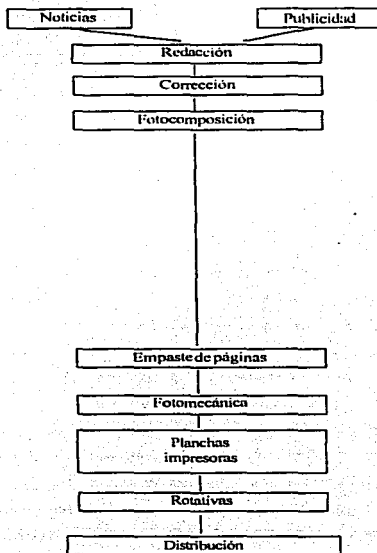 Noticias
Publicidad
Redacción
Corrección
Fotocomposición
Empaste de páginas
Fotomecánica
Planchas
impresoras
Rotativas
Distribución